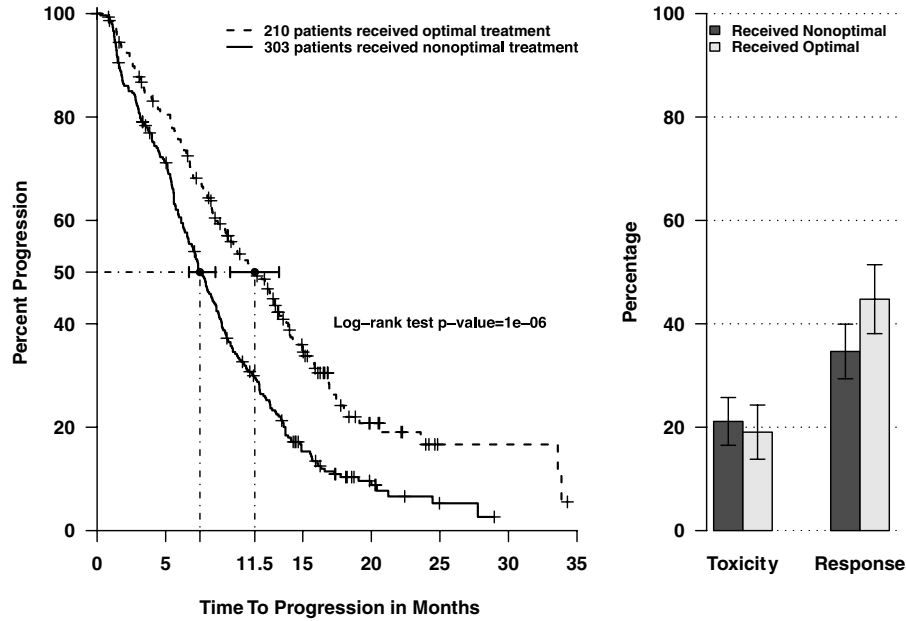 210 patients received optimal treatment
303 patients received nonoptimal treatment
Log−rank test p−value=1e−06
Percent Progression
100
80
60
50
40
20
0
0 5 11.5 15 20 25 30 35
Time To Progression in Months
Received Nonoptimal
Received Optimal
Percentage
100
80
60
40
20
0
Toxicity Response